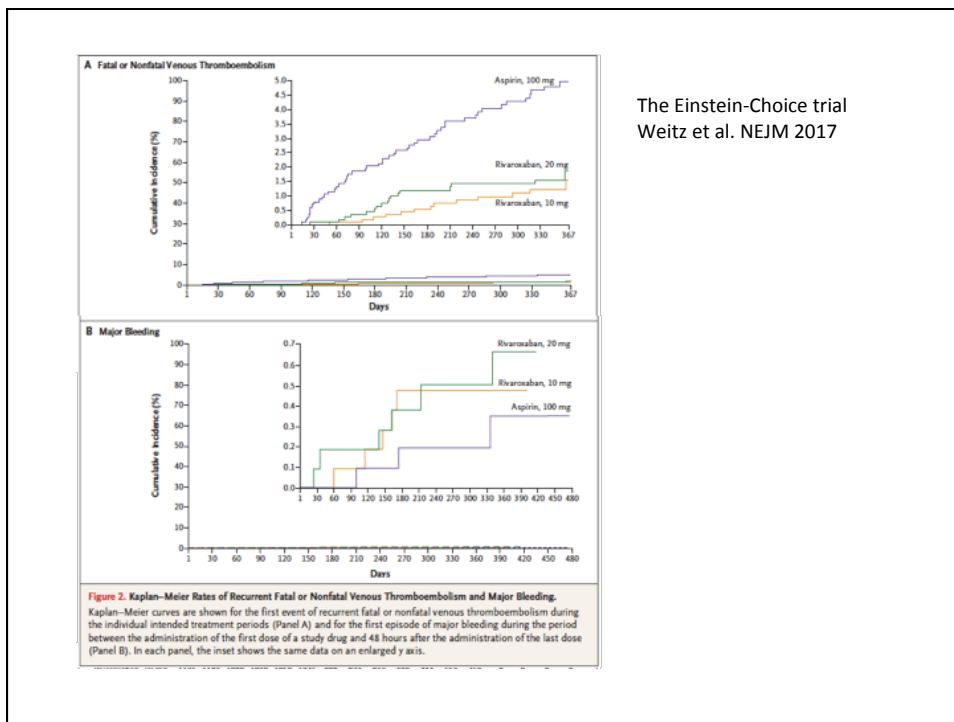 A Fatal or Nonfatal Venous Thromboembolism
100
90
80
70
60
50
40
30
20
10
0
Cumulative Incidence (%)
5.0
4.5
4.0
3.5
3.0
2.5
2.0
1.5
1.0
0.5
0.0
Aspirin, 100 mg
Rivaroxaban, 20 mg
Rivaroxaban, 10 mg
1 30 60 90 120 150 180 210 240 270 300 330 367
1 30 60 90 120 150 180 210 240 270 300 330 367
Days
The Einstein-Choice trial
Weitz et al. NEJM 2017
B Major Bleeding
100
90
80
70
60
50
40
30
20
10
0
Cumulative Incidence (%)
0.7
0.6
0.5
0.4
0.3
0.2
0.1
0.0
Rivaroxaban, 20 mg
Rivaroxaban, 10 mg
Aspirin, 100 mg
1 30 60 90 120 150 180 210 240 270 300 330 360 390 420 450 480
1 30 60 90 120 150 180 210 240 270 300 330 360 390 420 450 480
Days
Figure 2. Kaplan–Meier Rates of Recurrent Fatal or Nonfatal Venous Thromboembolism and Major Bleeding.
Kaplan–Meier curves are shown for the first event of recurrent fatal or nonfatal venous thromboembolism during
the individual intended treatment periods (Panel A) and for the first episode of major bleeding during the period
between the administration of the first dose of a study drug and 48 hours after the administration of the last dose
(Panel B). In each panel, the inset shows the same data on an enlarged y axis.